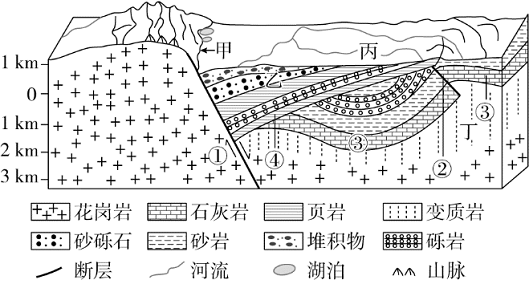 甲
丙
1 km
乙
0
③
1 km
丁
①
④
③
2 km
②
3 km
花岗岩 石灰岩 页岩 变质岩
砂砾石 砂岩 堆积物 砾岩
断层 河流 湖泊 山脉